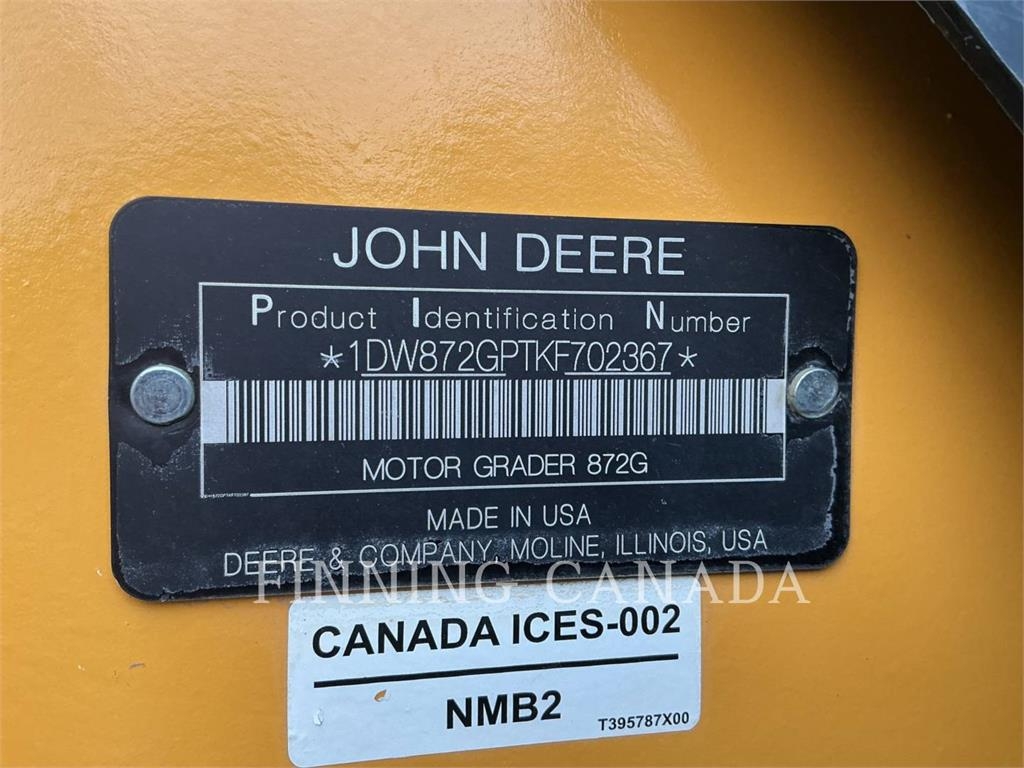 JOHN DEERE
Product Identification Number
*1DW872GPTKF702367*
MOTOR GRADER 872G
MADE IN USA
DEERE & COMPANY, MOLINE, ILLINOIS, USA
FINNING CANADA
CANADA ICES-002
NMB2
T395787X00